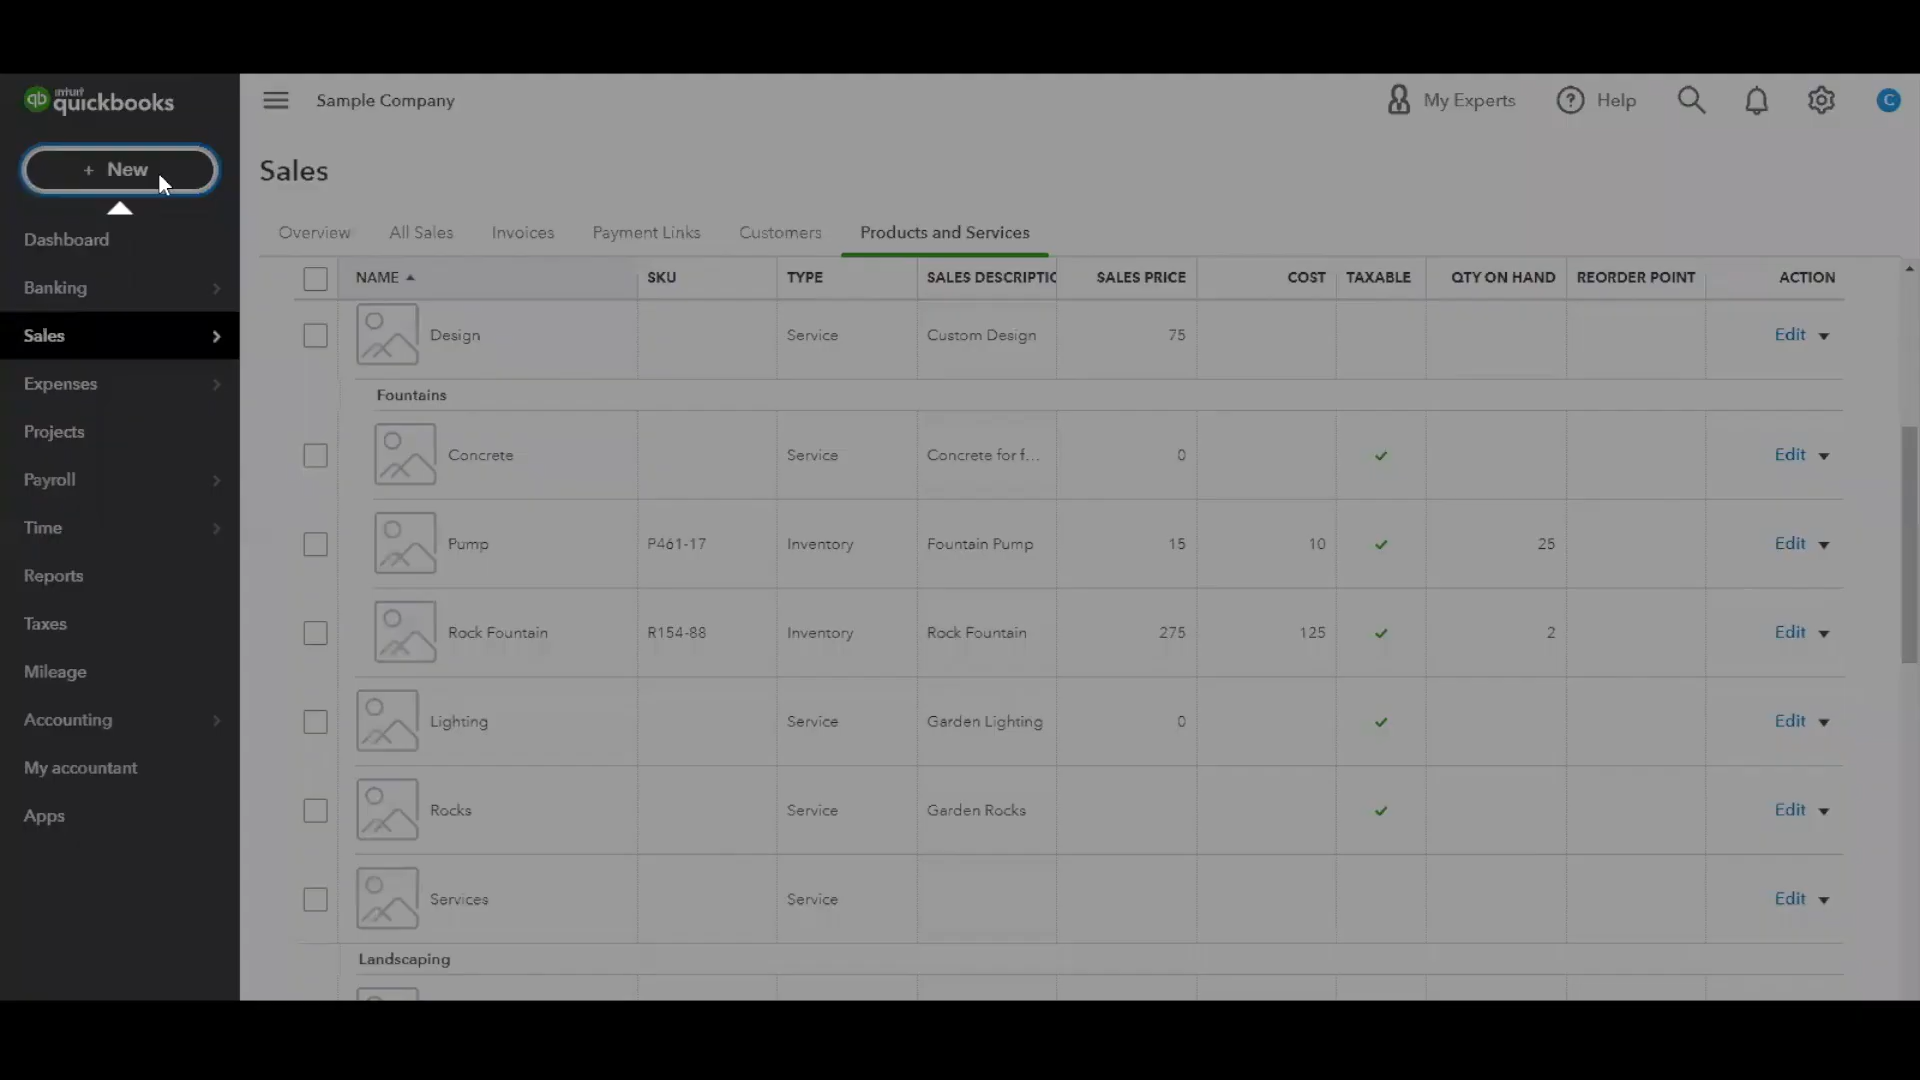 intuit
quickbooks
Sample Company
My Experts
Help
C
+ New
Sales
Dashboard
Banking
Sales
Expenses
Projects
Payroll
Time
Reports
Taxes
Mileage
Accounting
My accountant
Apps
Overview All Sales Invoices Payment Links Customers Products and Services
NAME SKU TYPE SALES DESCRIPTIO SALES PRICE COST TAXABLE QTY ON HAND REORDER POINT ACTION
Design Service Custom Design 75 Edit
Fountains
Concrete Service Concrete for f... 0 Edit
Pump P461-17 Inventory Fountain Pump 15 10 25 Edit
Rock Fountain R154-88 Inventory Rock Fountain 275 125 2 Edit
Lighting Service Garden Lighting 0 Edit
Rocks Service Garden Rocks Edit
Services Service Edit
Landscaping